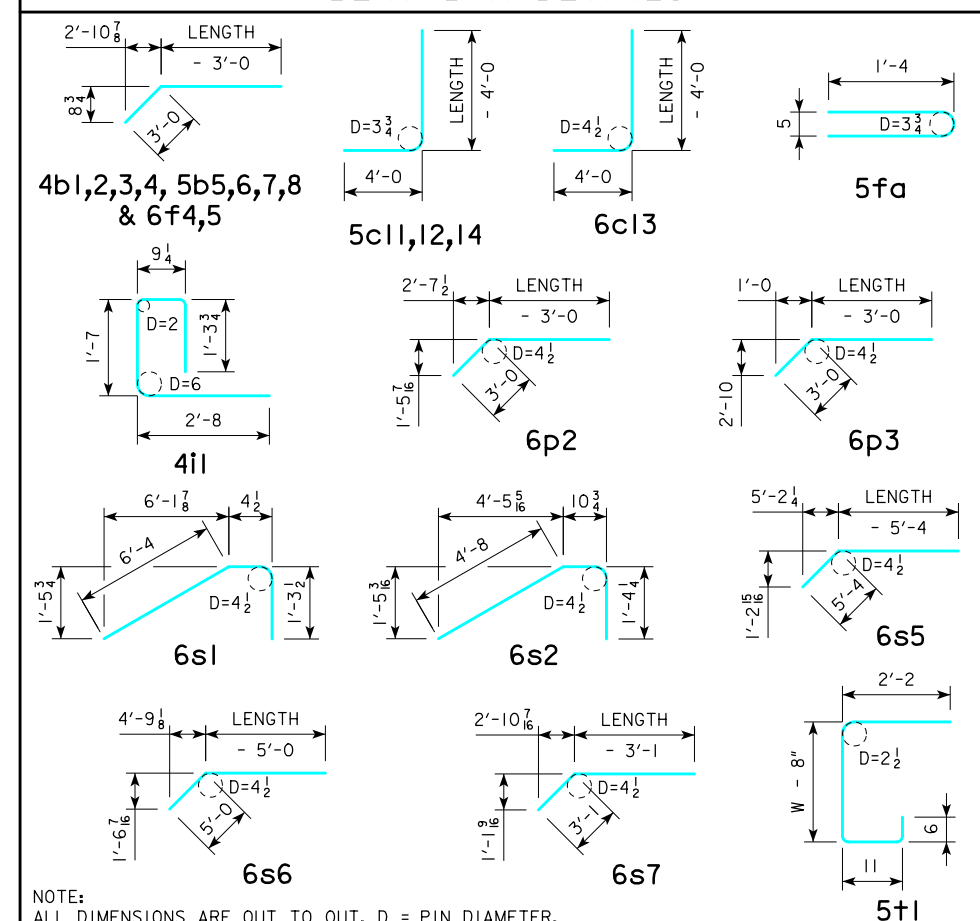 2'-10 7/8 LENGTH - 3'-0
8 3/4
3'-0
4b1,2,3,4, 5b5,6,7,8
& 6f4,5
D=3 3/4
LENGTH - 4'-0
4'-0
5c11,12,14
D=4 1/2
LENGTH - 4'-0
4'-0
6c13
1'-4
5
D=3 3/4
5fa
9 1/4
1'-7
D=2
1'-3 3/4
D=6
2'-8
4i1
2'-7 1/2 LENGTH - 3'-0
D=4 1/2
1'-5 7/16
3'-0
6p2
1'-0 LENGTH - 3'-0
D=4 1/2
2'-10
3'-0
6p3
6'-1 7/8 4 1/2
6'-4
1'-5 3/4
D=4 1/2
1'-3 1/2
6s1
4'-5 5/16 10 3/4
4'-8
1'-5 3/16
D=4 1/2
1'-4 1/4
6s2
5'-2 1/4 LENGTH - 5'-4
D=4 1/2
1'-2 15/16
5'-4
6s5
4'-9 1/8 LENGTH - 5'-0
D=4 1/2
1'-6 7/16
5'-0
6s6
2'-10 7/16 LENGTH - 3'-1
D=4 1/2
1'-1 9/16
3'-1
6s7
2'-2
D=2 1/2
W - 8"
6
11
5t1
NOTE:
ALL DIMENSIONS ARE OUT TO OUT. D = PIN DIAMETER.